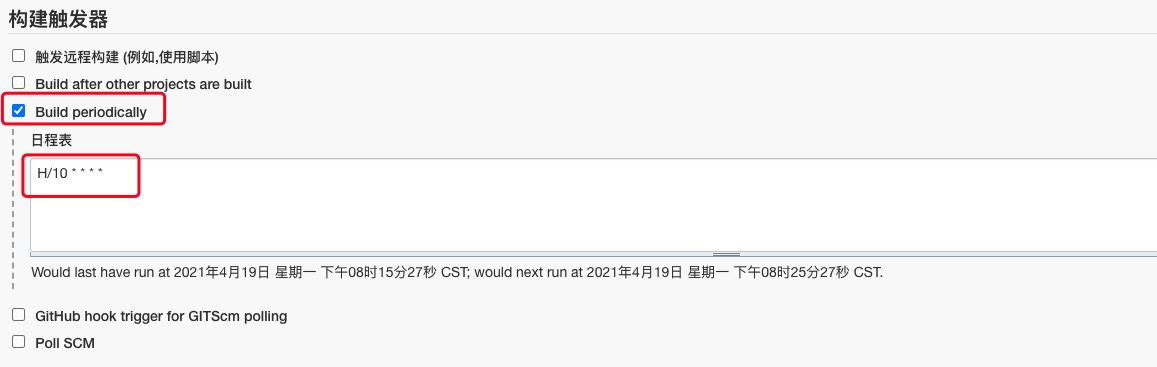 构建触发器
触发远程构建 (例如,使用脚本)
Build after other projects are built
Build periodically
日程表
H/10 * * * *
Would last have run at 2021年4月19日 星期一 下午08时15分27秒 CST; would next run at 2021年4月19日 星期一 下午08时25分27秒 CST.
GitHub hook trigger for GITScm polling
Poll SCM